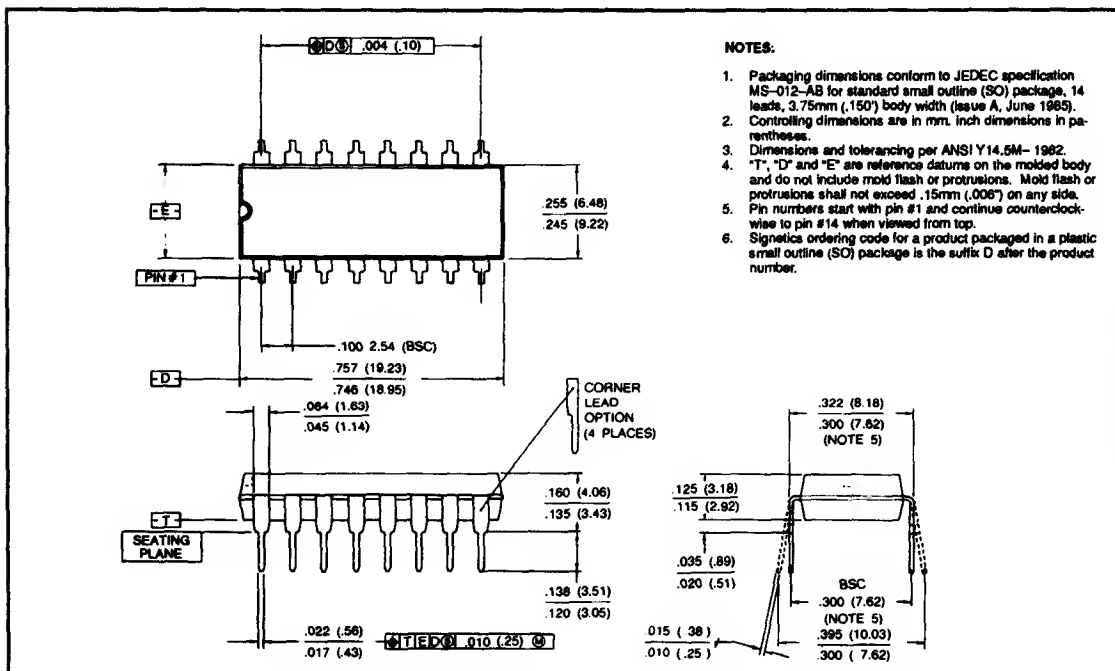 ⌖ D Ⓢ .004 (.10)
-E-
PIN #1
.255 (6.48)
.245 (9.22)
.100 2.54 (BSC)
-D-
.757 (19.23)
.746 (18.95)
.064 (1.63)
.045 (1.14)
CORNER
LEAD
OPTION
(4 PLACES)
-T-
SEATING
PLANE
.160 (4.06)
.135 (3.43)
.138 (3.51)
.120 (3.05)
.022 (.56)
.017 (.43)
⌖ T E D Ⓢ .010 (.25) Ⓜ
NOTES:
1. Packaging dimensions conform to JEDEC specification
MS-012-AB for standard small outline (SO) package, 14
leads, 3.75mm (.150') body width (issue A, June 1985).
2. Controlling dimensions are in mm. inch dimensions in pa-
rentheses.
3. Dimensions and tolerancing per ANSI Y14.5M- 1982.
4. "T", "D" and "E" are reference datums on the molded body
and do not include mold flash or protrusions. Mold flash or
protrusions shall not exceed .15mm (.006") on any side.
5. Pin numbers start with pin #1 and continue counterclock-
wise to pin #14 when viewed from top.
6. Signetics ordering code for a product packaged in a plastic
small outline (SO) package is the suffix D after the product
number.
.322 (8.18)
.300 (7.62)
(NOTE 5)
.125 (3.18)
.115 (2.92)
.035 (.89)
.020 (.51)
BSC
.300 (7.62)
(NOTE 5)
.015 ( .38 )
.010 ( .25 )
.395 (10.03)
.300 ( 7.62)